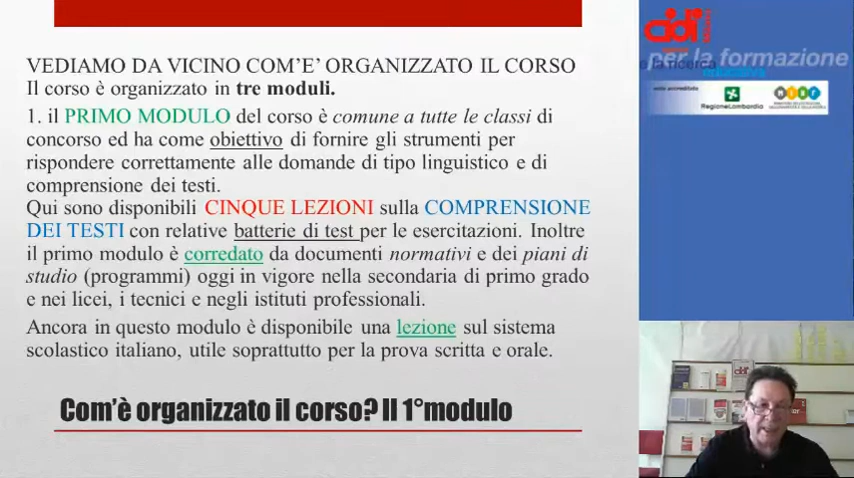 VEDIAMO DA VICINO COM'E' ORGANIZZATO IL CORSO
Il corso è organizzato in tre moduli.
1. il PRIMO MODULO del corso è comune a tutte le classi di
concorso ed ha come obiettivo di fornire gli strumenti per
rispondere correttamente alle domande di tipo linguistico e di
comprensione dei testi.
Qui sono disponibili CINQUE LEZIONI sulla COMPRENSIONE
DEI TESTI con relative batterie di test per le esercitazioni. Inoltre
il primo modulo è corredato da documenti normativi e dei piani di
studio (programmi) oggi in vigore nella secondaria di primo grado
e nei licei, i tecnici e negli istituti professionali.
Ancora in questo modulo è disponibile una lezione sul sistema
scolastico italiano, utile soprattutto per la prova scritta e orale.
Com'è organizzato il corso? Il 1°modulo
cidi
per la formazione
RegioneLombardia